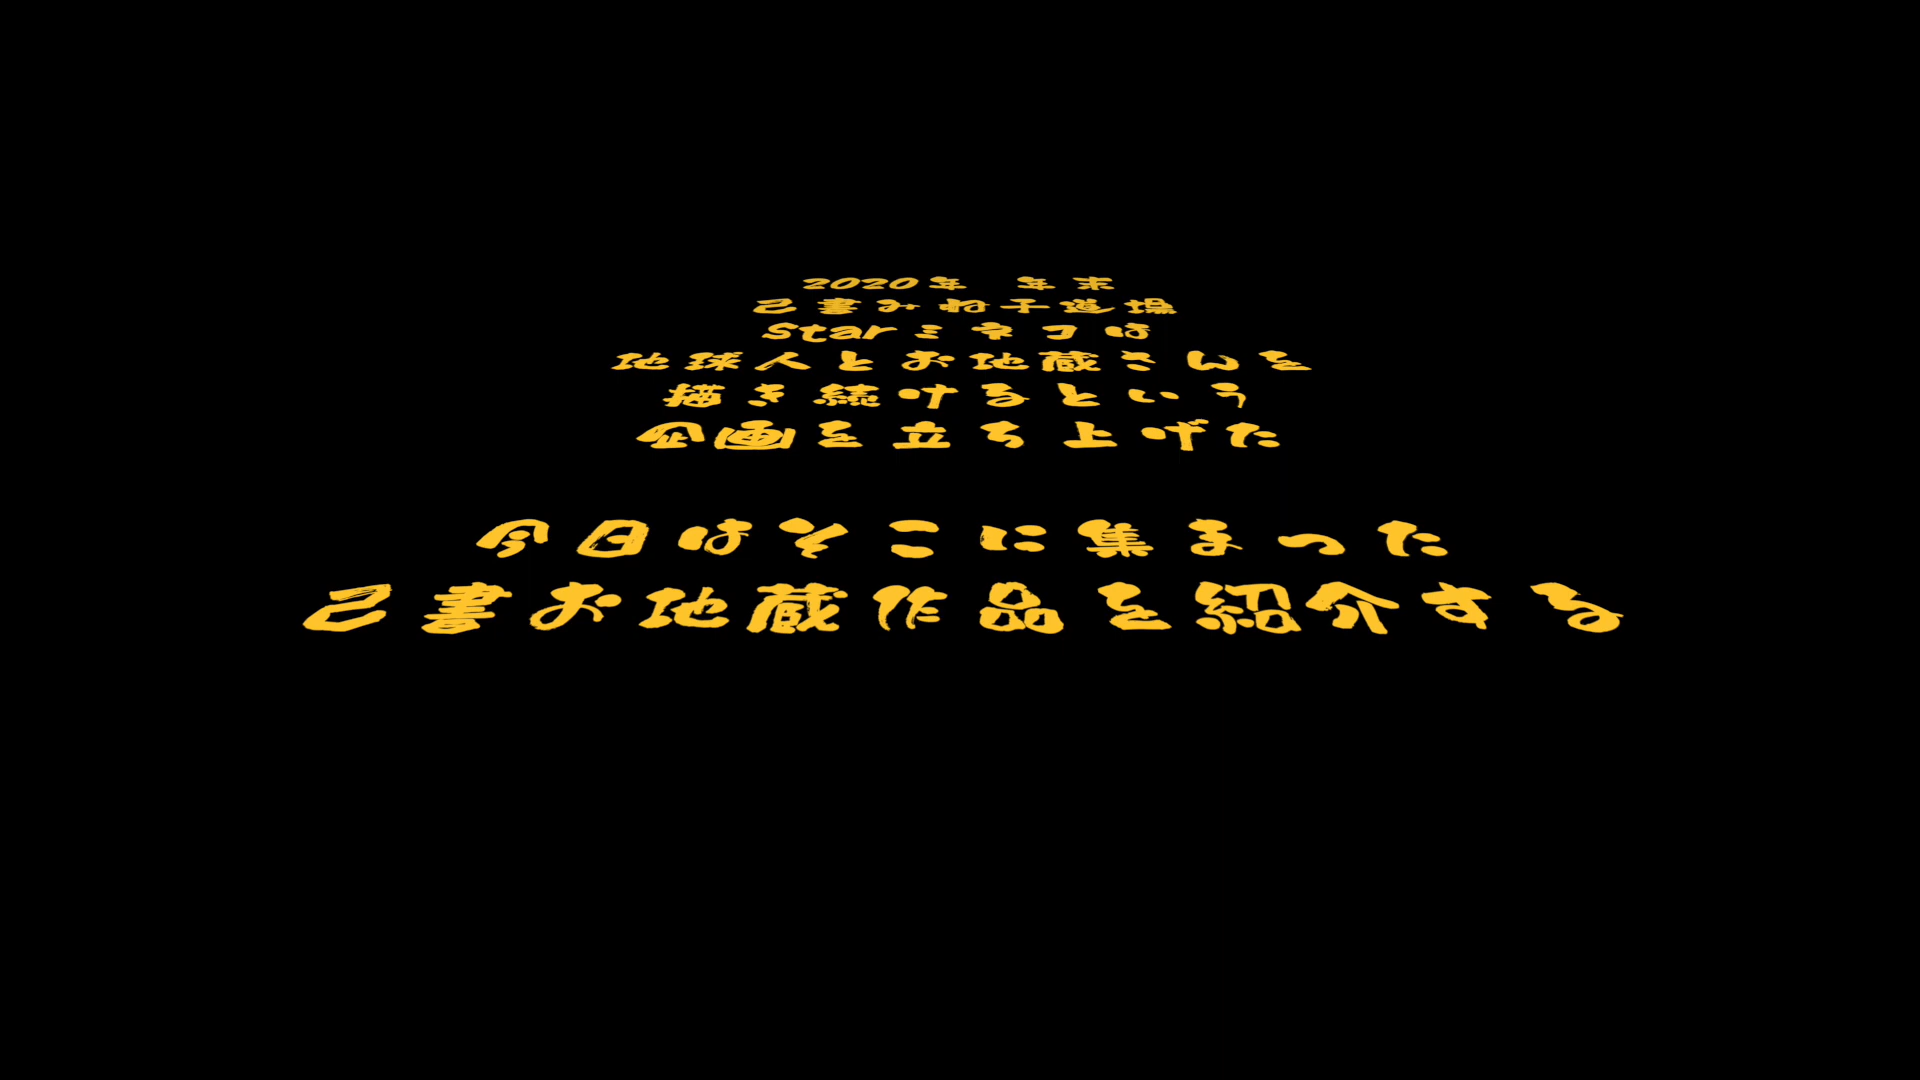 2020年　年末
己書みね子道場
starミネコは
地球人とお地蔵さんを
描き続けるという
企画を立ち上げた
今日はそこに集まった
己書お地蔵作品を紹介する